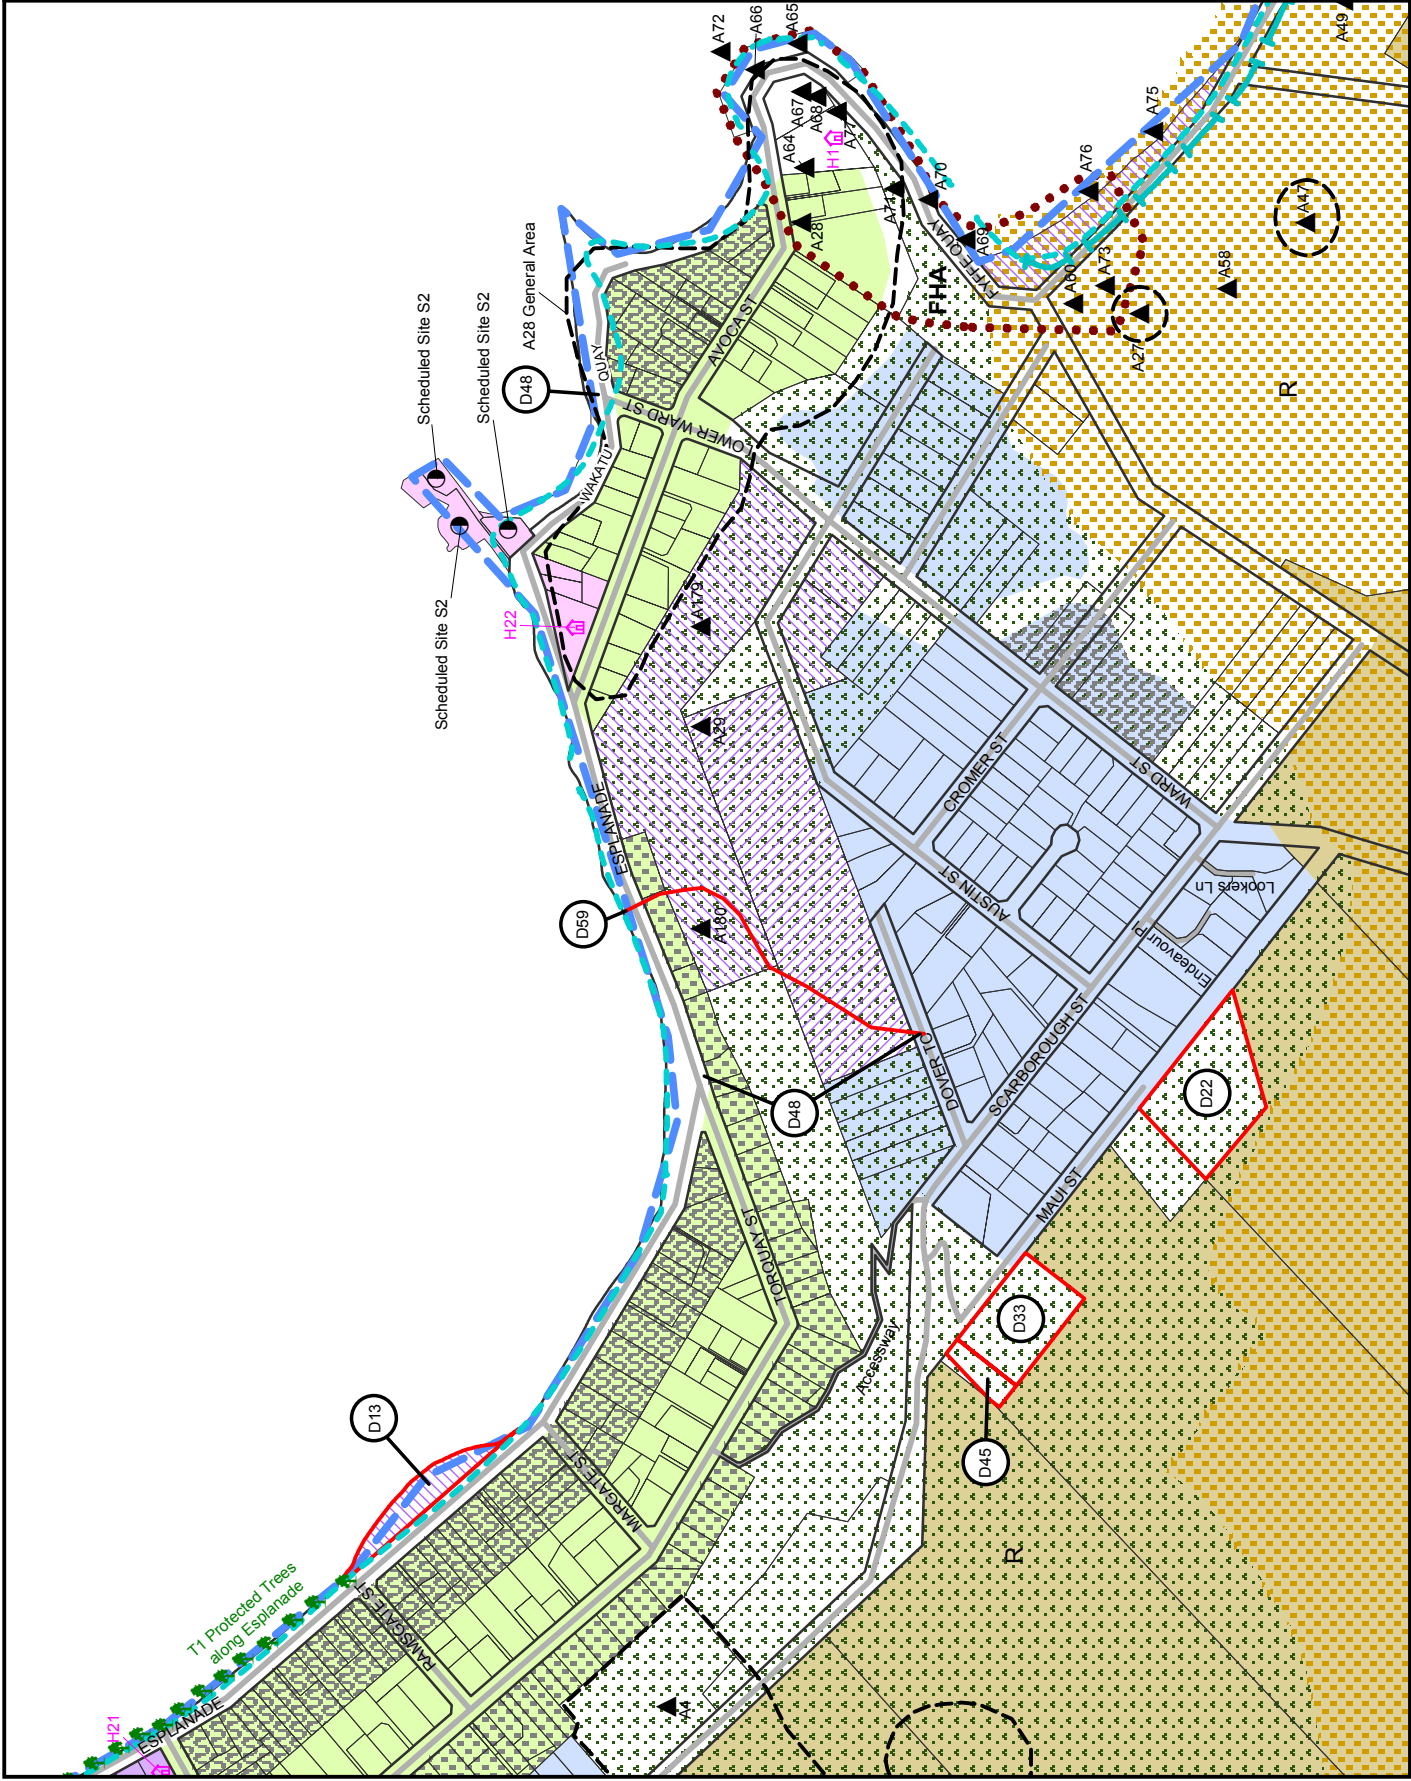 A72
A66
A65
A49
A67
A68
A64
A77
H1
A75
A76
A70
A71
A28
A47
A69
FYFFE QUAY
FHA
A60
A73
A58
A27
R
A28 General Area
Scheduled Site S2
Scheduled Site S2
Scheduled Site S2
D48
QUAY
WAKATU
AVOCA ST
LOWER WARD ST
H22
A179
A29
ESPLANADE
CROMER ST
WARD ST
AUSTIN ST
Lookers Ln
Endeavour Pl
D59
A180
SCARBOROUGH ST
DOVER TC
D48
D22
MAUI ST
TORQUAY ST
D33
Accessway
D45
D13
MARGATE ST
R
T1 Protected Trees
along Esplanade
RAMSGATE ST
ESPLANADE
H21
A4